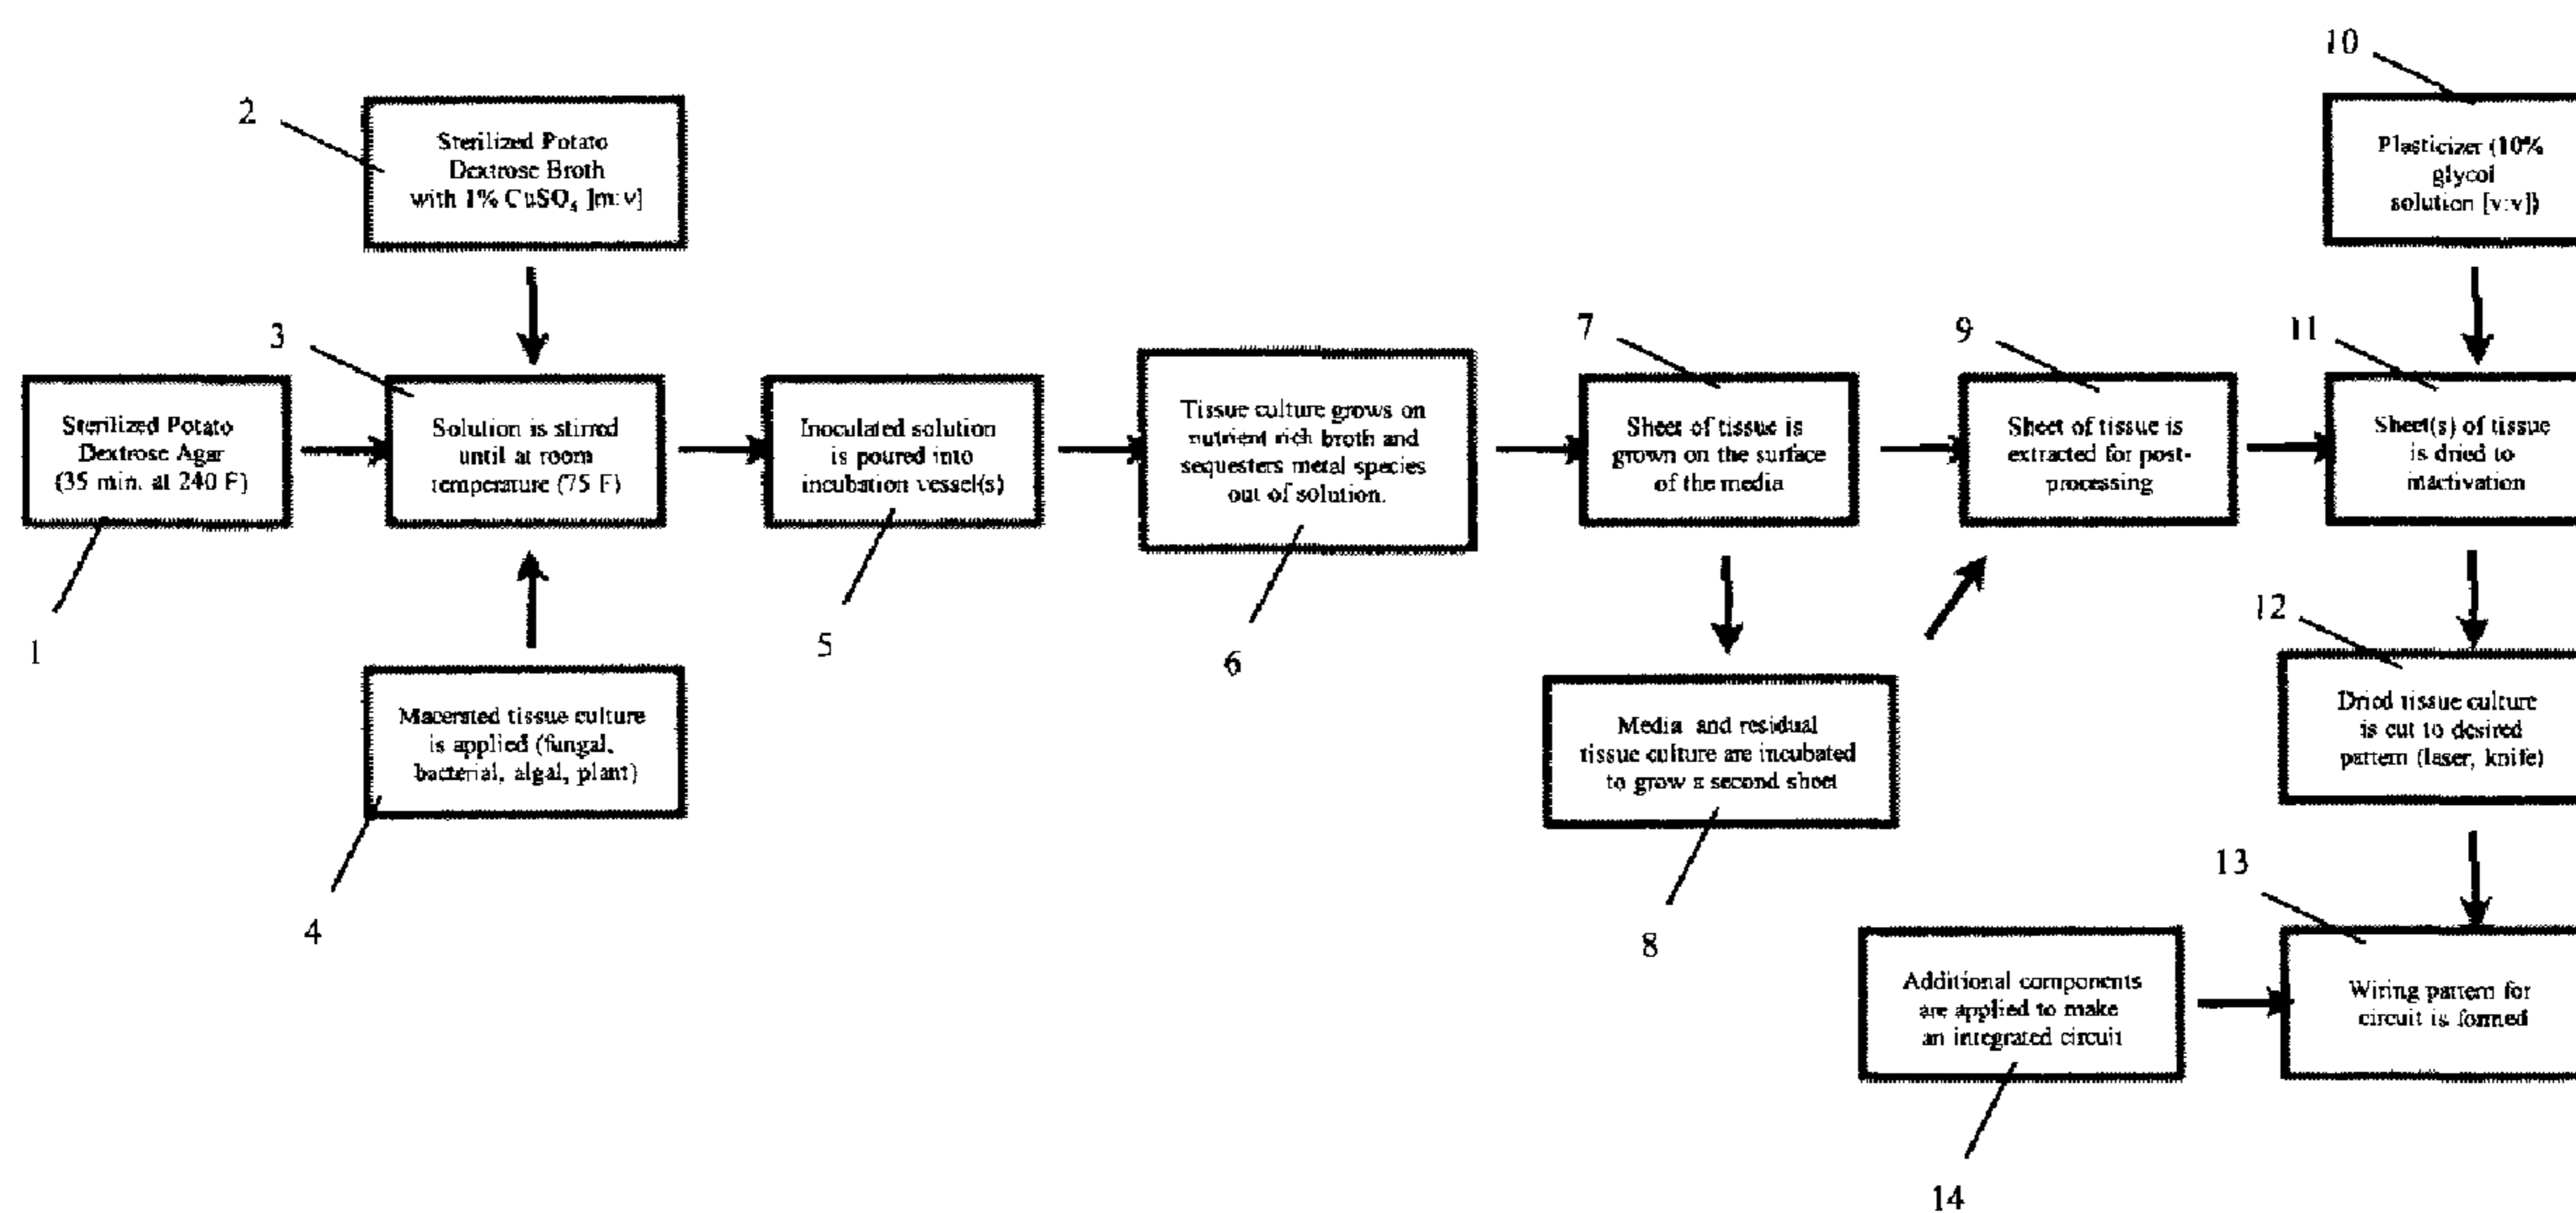 10
2
Sterilized Potato
Dextrose Broth
with 1% CuSO4 ]m:v]
Plasticizer (10%
glycol
solution [v:v])
3
7
9
11
Sterilized Potato
Dextrose Agar
(35 min. at 240 F)
Solution is stirred
until at room
temperature (75 F)
Inoculated solution
is poured into
incubation vessel(s)
Tissue culture grows on
nutrient rich broth and
sequesters metal species
out of solution.
Sheet of tissue is
grown on the surface
of the media
Sheet of tissue is
extracted for post-
processing
Sheet(s) of tissue
is dried to
inactivation
1
5
6
12
Macerated tissue culture
is applied (fungal,
bacterial, algal, plant)
Media and residual
tissue culture are incubated
to grow a second sheet
Dried tissue culture
is cut to desired
pattern (laser, knife)
4
8
13
Additional components
are applied to make
an integrated circuit
Wiring pattern for
circuit is formed
14